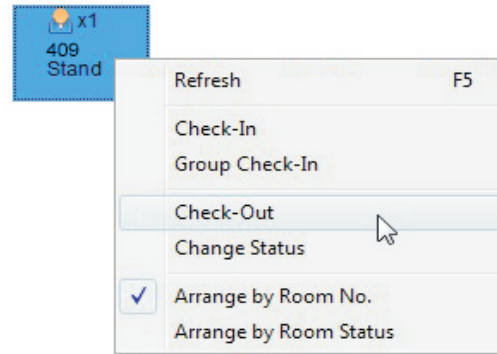 x1
409
Stand
Refresh F5
Check-In
Group Check-In
Check-Out
Change Status
Arrange by Room No.
Arrange by Room Status